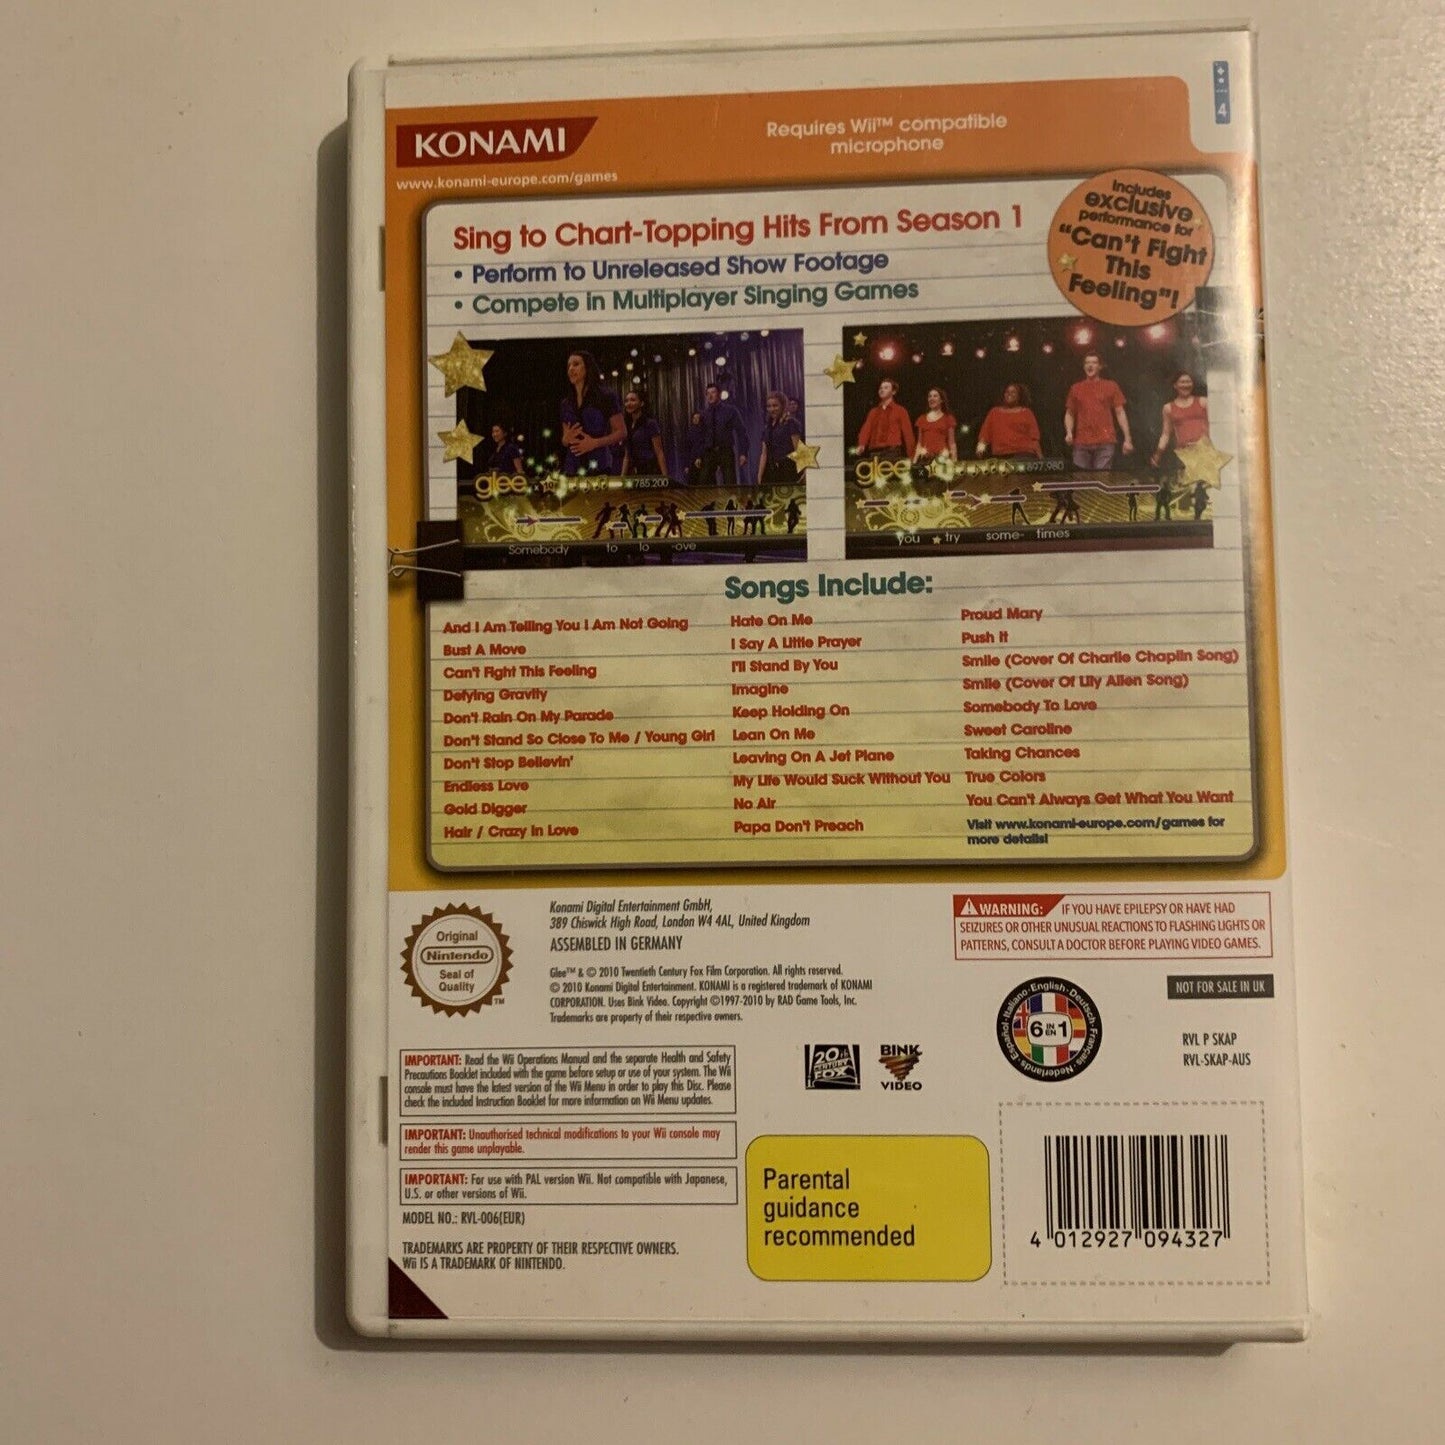 4
KONAMI
www.konami-europe.com/games
Requires Wii™ compatible
microphone
Includes
exclusive
performance for
"Can't Fight
This
Feeling"!
Sing to Chart-Topping Hits From Season 1
• Perform to Unreleased Show Footage
• Compete in Multiplayer Singing Games
glee
x10
785,200
Somebody to lo -ove
glee
897,980
you try some- times
Songs Include:
And I Am Telling You I Am Not Going
Bust A Move
Can't Fight This Feeling
Defying Gravity
Don't Rain On My Parade
Don't Stand So Close To Me / Young Girl
Don't Stop Believin'
Endless Love
Gold Digger
Hair / Crazy In Love
Hate On Me
I Say A Little Prayer
I'll Stand By You
Imagine
Keep Holding On
Lean On Me
Leaving On A Jet Plane
My Life Would Suck Without You
No Air
Papa Don't Preach
Proud Mary
Push It
Smile (Cover Of Charlie Chaplin Song)
Smile (Cover Of Lily Allen Song)
Somebody To Love
Sweet Caroline
Taking Chances
True Colors
You Can't Always Get What You Want
Visit www.konami-europe.com/games for
more details!
Original
Nintendo
Seal of
Quality
TM
Konami Digital Entertainment GmbH,
389 Chiswick High Road, London W4 4AL, United Kingdom
ASSEMBLED IN GERMANY
Glee™ & © 2010 Twentieth Century Fox Film Corporation. All rights reserved.
© 2010 Konami Digital Entertainment. KONAMI is a registered trademark of KONAMI
CORPORATION. Uses Bink Video. Copyright ©1997-2010 by RAD Game Tools, Inc.
Trademarks are property of their respective owners.
WARNING: IF YOU HAVE EPILEPSY OR HAVE HAD
SEIZURES OR OTHER UNUSUAL REACTIONS TO FLASHING LIGHTS OR
PATTERNS, CONSULT A DOCTOR BEFORE PLAYING VIDEO GAMES.
NOT FOR SALE IN UK
English · Deutsch · Français · Nederlands · Español · Italiano
6 IN EN 1
RVL P SKAP
RVL-SKAP-AUS
20th
CENTURY
FOX
BINK
VIDEO
IMPORTANT: Read the Wii Operations Manual and the separate Health and Safety
Precautions Booklet included with the game before setup or use of your system. The Wii
console must have the latest version of the Wii Menu in order to play this Disc. Please
check the included Instruction Booklet for more information on Wii Menu updates.
IMPORTANT: Unauthorised technical modifications to your Wii console may
render this game unplayable.
IMPORTANT: For use with PAL version Wii. Not compatible with Japanese,
U.S. or other versions of Wii.
MODEL NO.: RVL-006(EUR)
TRADEMARKS ARE PROPERTY OF THEIR RESPECTIVE OWNERS.
Wii IS A TRADEMARK OF NINTENDO.
Parental
guidance
recommended
4 012927 094327